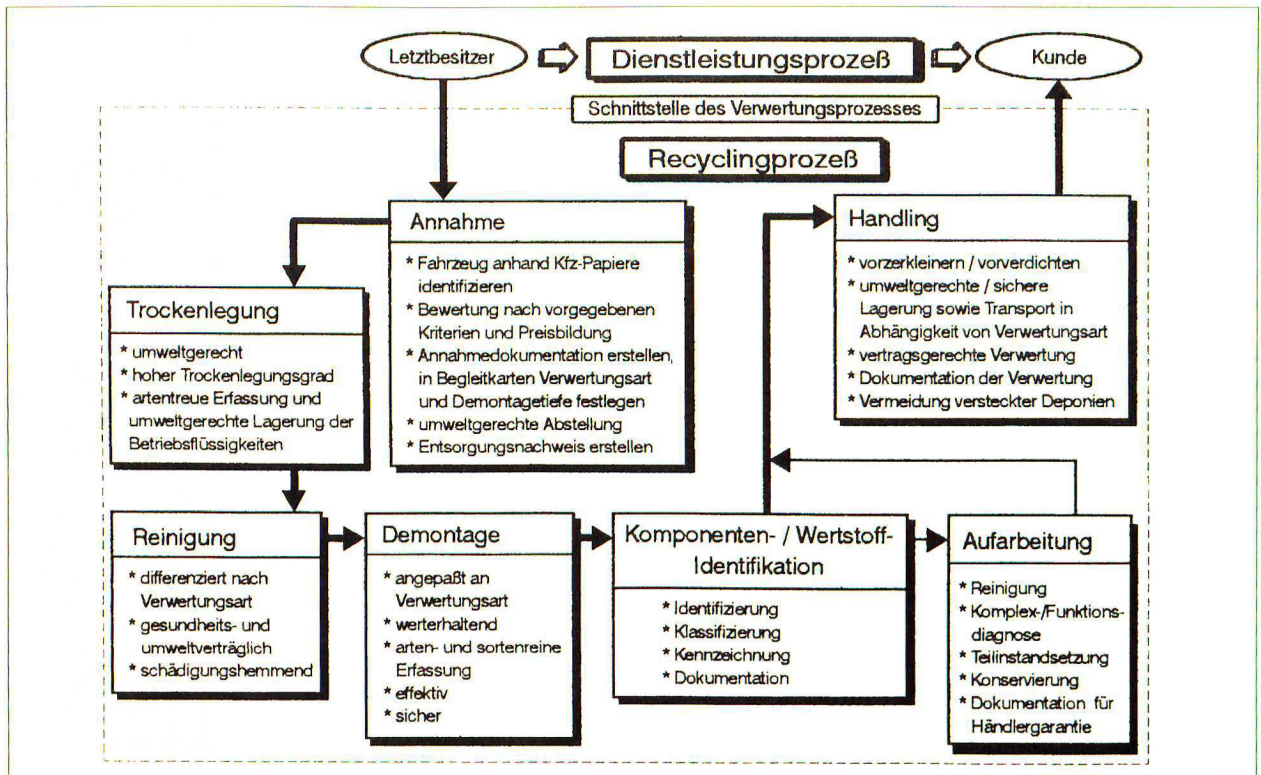 Letztbesitzer
Dienstleistungsprozeß
Kunde
Schnittstelle des Verwertungsprozesses
Recyclingprozeß
Annahme
* Fahrzeug anhand Kfz-Papiere
identifizieren
* Bewertung nach vorgegebenen
Kriterien und Preisbildung
* Annahmedokumentation erstellen,
in Begleitkarten Verwertungsart
und Demontagetiefe festlegen
* umweltgerechte Abstellung
* Entsorgungsnachweis erstellen
Handling
* vorzerkleinern / vorverdichten
* umweltgerechte / sichere
Lagerung sowie Transport in
Abhängigkeit von Verwertungsart
* vertragsgerechte Verwertung
* Dokumentation der Verwertung
* Vermeidung versteckter Deponien
Trockenlegung
* umweltgerecht
* hoher Trockenlegungsgrad
* artentreue Erfassung und
umweltgerechte Lagerung der
Betriebsflüssigkeiten
Reinigung
* differenziert nach
Verwertungsart
* gesundheits- und
umweltverträglich
* schädigungshemmend
Demontage
* angepaßt an
Verwertungsart
* werterhaltend
* arten- und sortenreine
Erfassung
* effektiv
* sicher
Komponenten- / Wertstoff-
Identifikation
* Identifizierung
* Klassifizierung
* Kennzeichnung
* Dokumentation
Aufarbeitung
* Reinigung
* Komplex-/Funktions-
diagnose
* Teilinstandsetzung
* Konservierung
* Dokumentation für
Händlergarantie